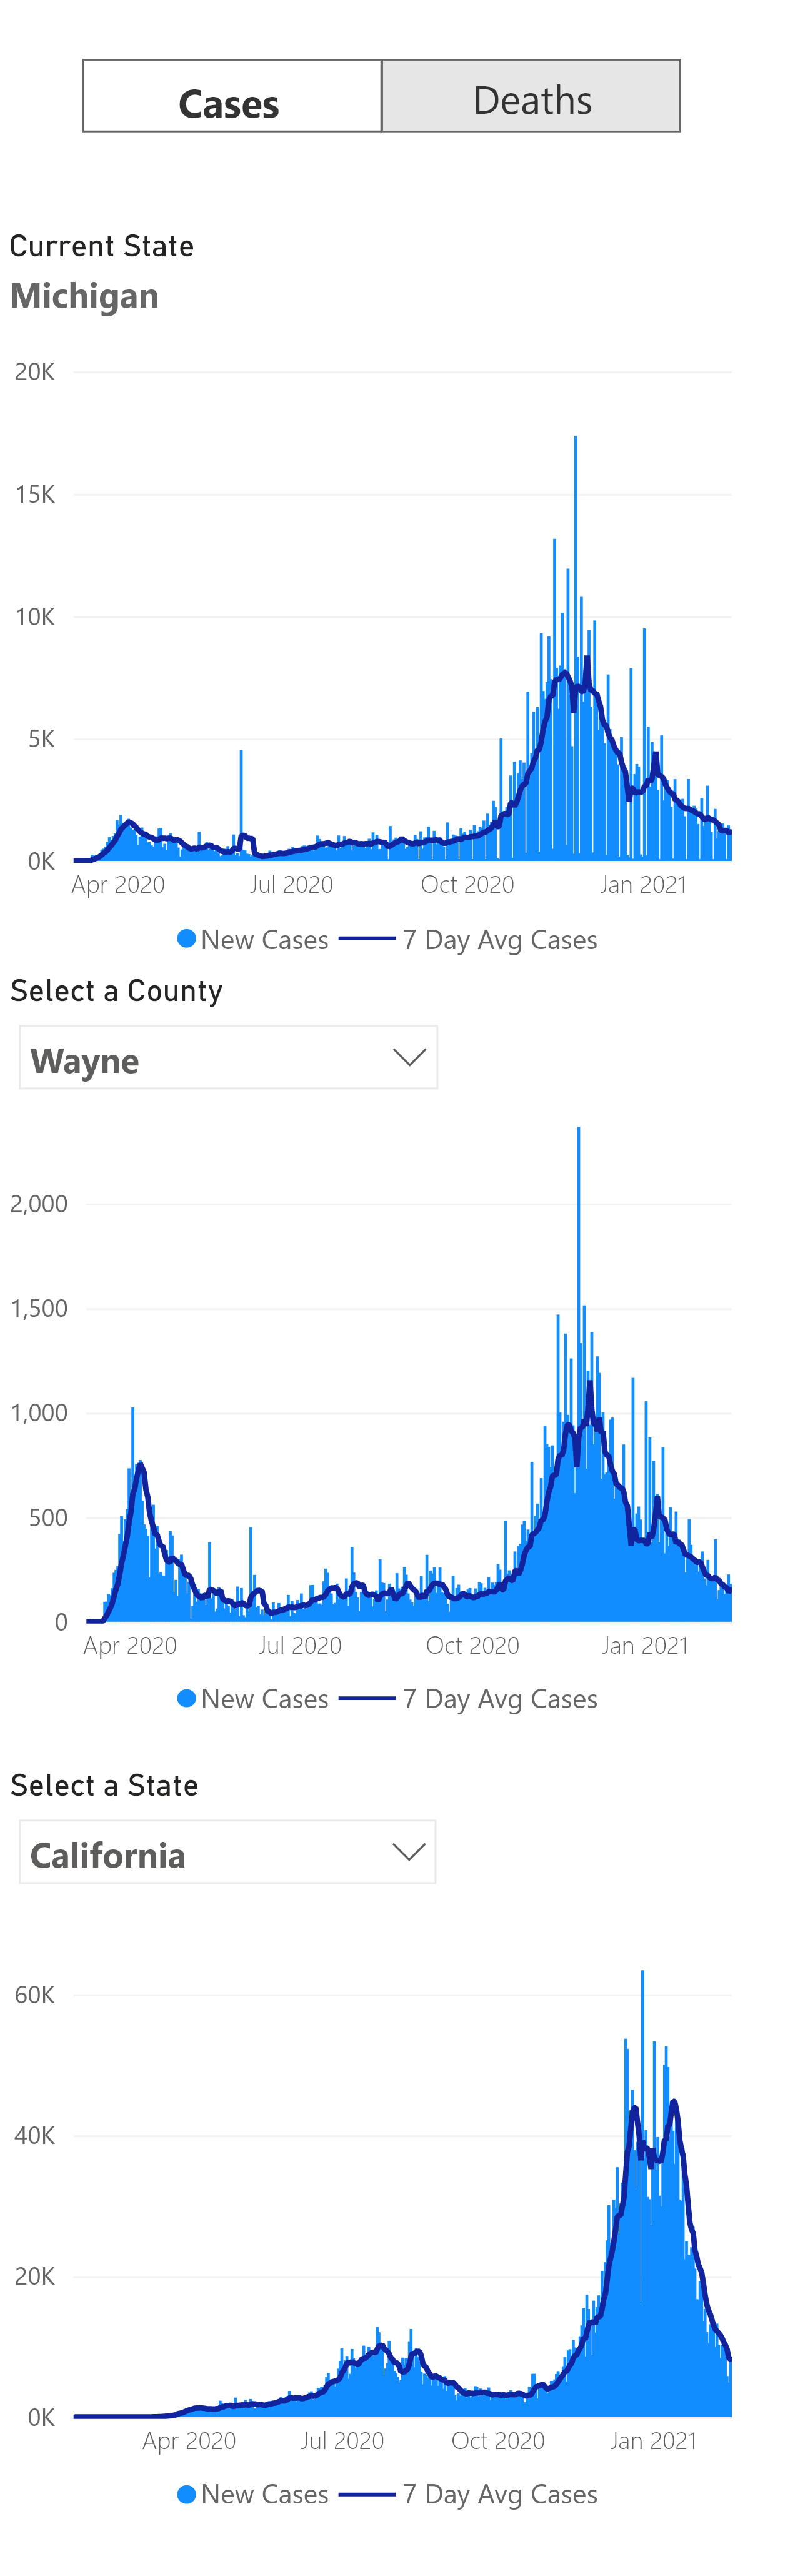 Cases Deaths
Current State
Michigan
20K
15K
10K
5K
0K
Apr 2020 Jul 2020 Oct 2020 Jan 2021
New Cases 7 Day Avg Cases
Select a County
Wayne
2,000
1,500
1,000
500
0
Apr 2020 Jul 2020 Oct 2020 Jan 2021
New Cases 7 Day Avg Cases
Select a State
California
60K
40K
20K
0K
Apr 2020 Jul 2020 Oct 2020 Jan 2021
New Cases 7 Day Avg Cases